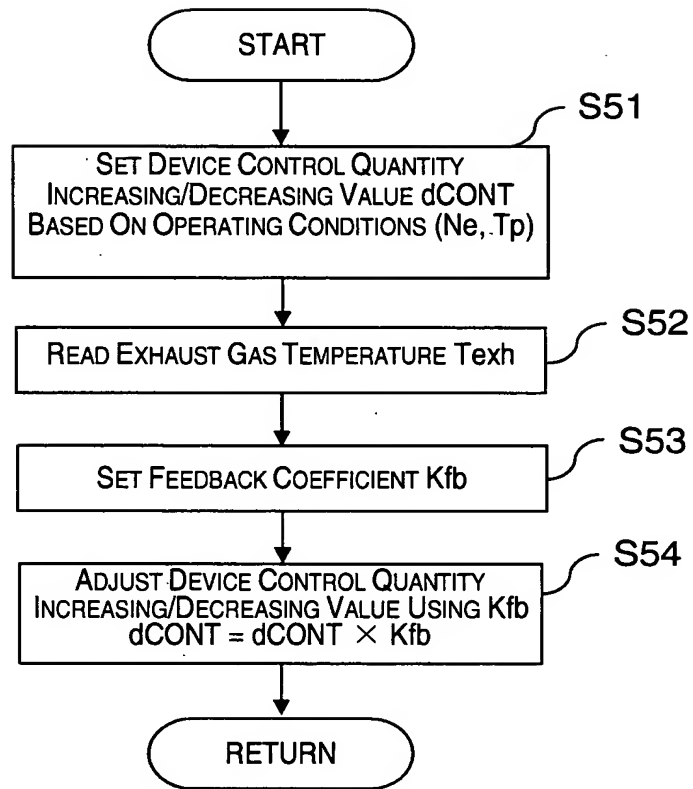 START
S51
SET DEVICE CONTROL QUANTITY
INCREASING/DECREASING VALUE dCONT
BASED ON OPERATING CONDITIONS (Ne, Tp)
S52
READ EXHAUST GAS TEMPERATURE Texh
S53
SET FEEDBACK COEFFICIENT Kfb
S54
ADJUST DEVICE CONTROL QUANTITY
INCREASING/DECREASING VALUE USING Kfb
dCONT = dCONT × Kfb
RETURN